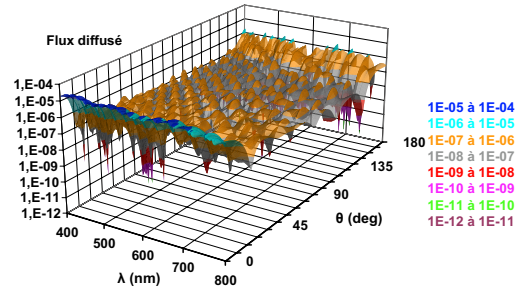 Flux diffusé
1,E-04
1,E-05
1,E-06
1,E-07
1,E-08
1,E-09
1,E-10
1,E-11
1,E-12
400
500
600
700
800
λ (nm)
0
45
90
135
180
θ (deg)
1E-05 à 1E-04
1E-06 à 1E-05
1E-07 à 1E-06
1E-08 à 1E-07
1E-09 à 1E-08
1E-10 à 1E-09
1E-11 à 1E-10
1E-12 à 1E-11